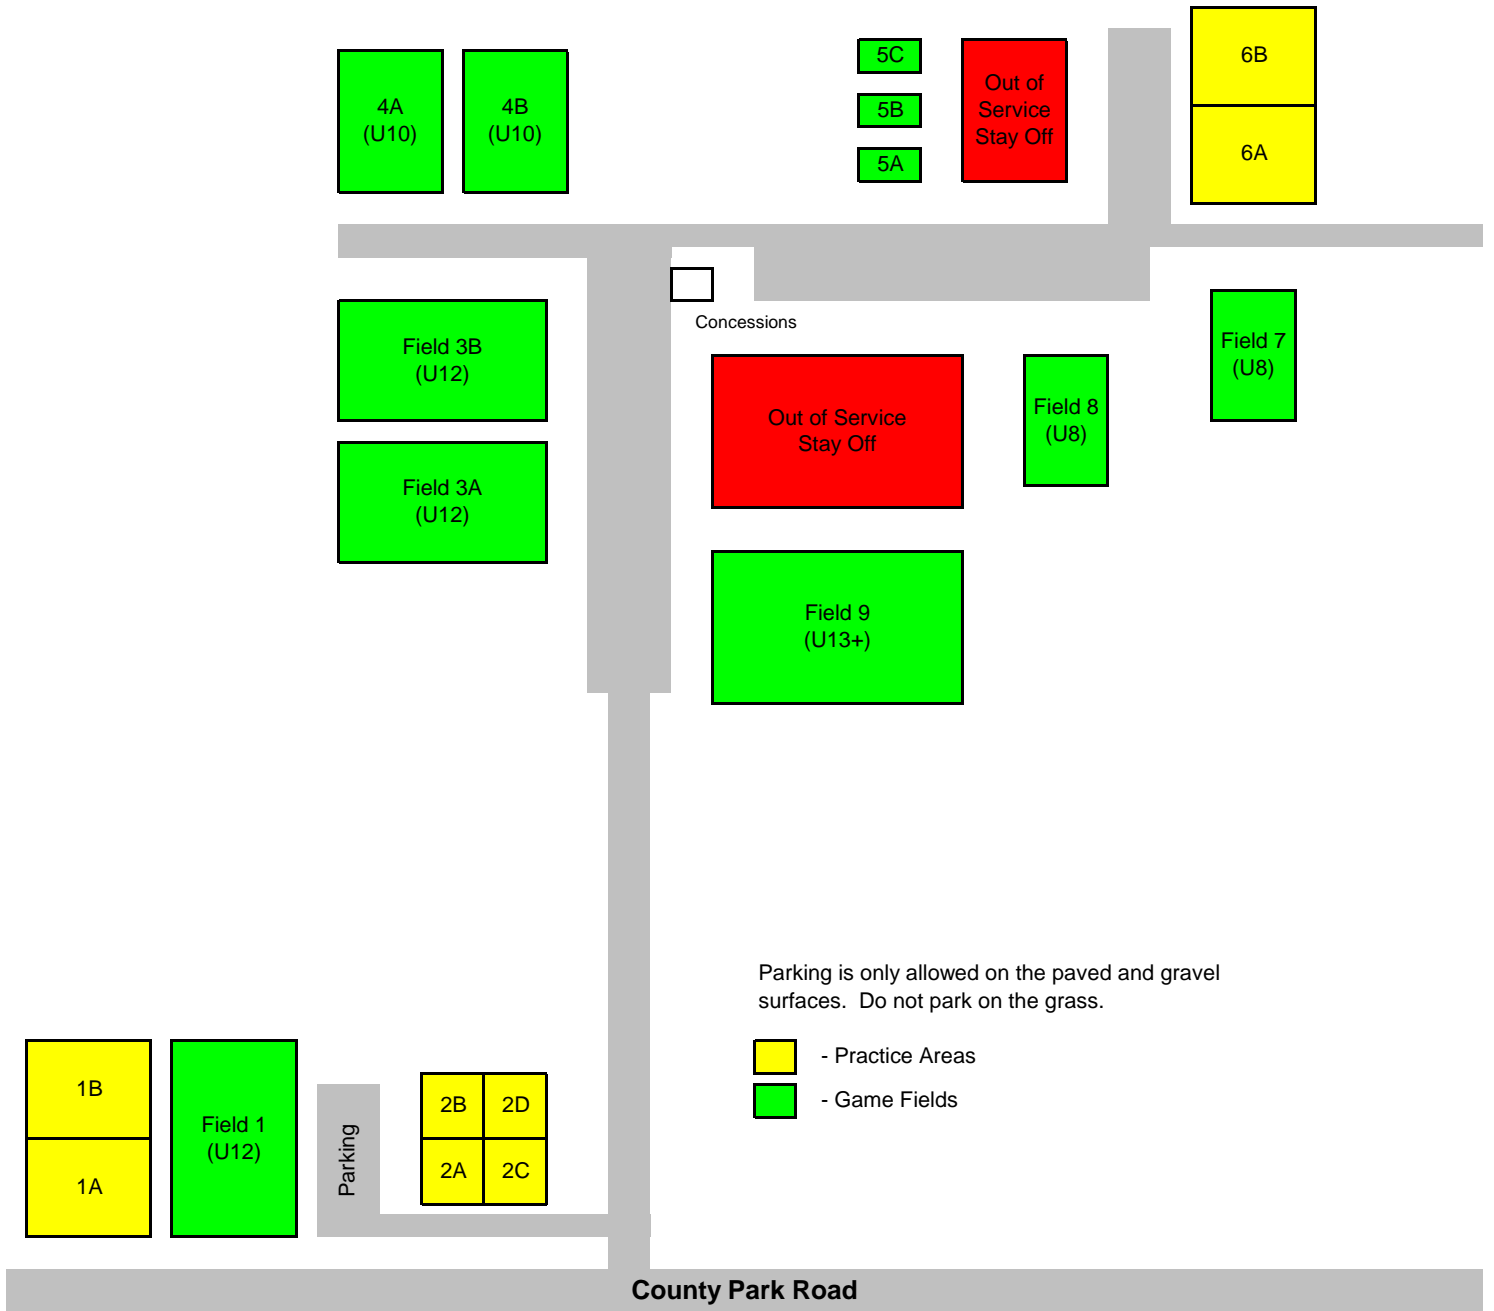 4A
(U10)
4B
(U10)
5C
5B
5A
Out of
Service
Stay Off
6B
6A
Concessions
Field 3B
(U12)
Field 3A
(U12)
Out of Service
Stay Off
Field 8
(U8)
Field 7
(U8)
Field 9
(U13+)
Parking is only allowed on the paved and gravel
surfaces.  Do not park on the grass.
- Practice Areas
- Game Fields
1B
1A
Field 1
(U12)
Parking
2B
2D
2A
2C
County Park Road